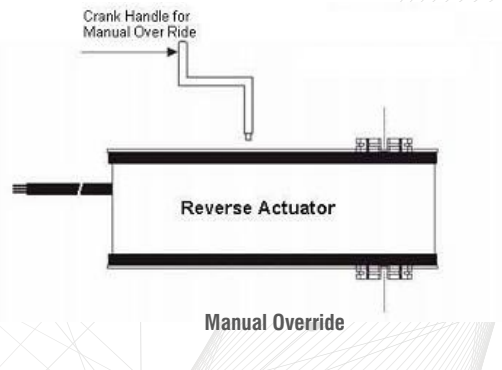 Crank Handle for
Manual Over Ride
Reverse Actuator
Manual Override